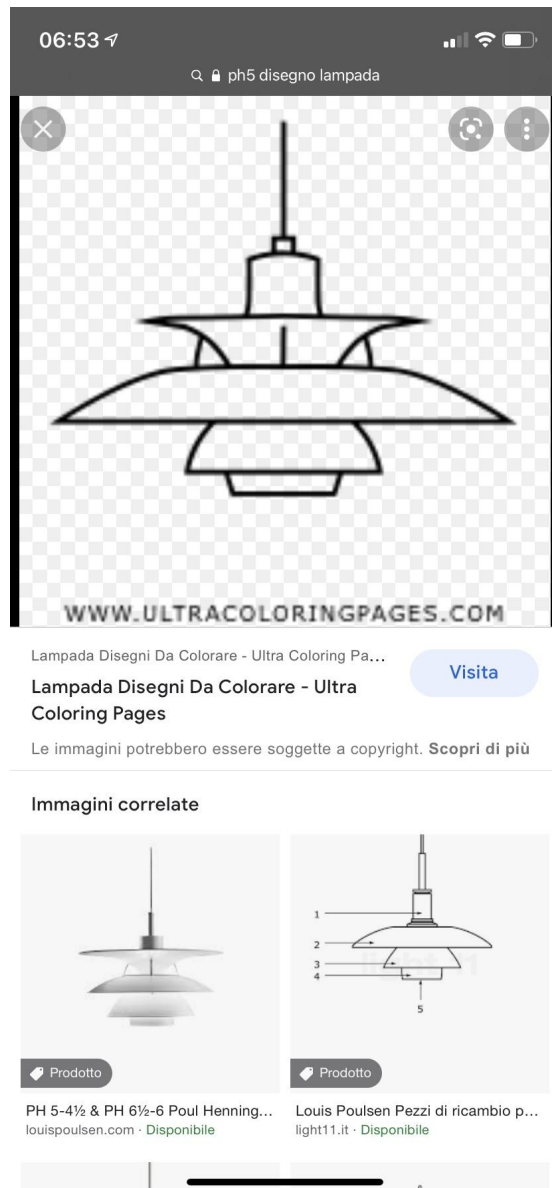 06:53
ph5 disegno lampada
WWW.ULTRACOLORINGPAGES.COM
Lampada Disegni Da Colorare - Ultra Coloring Pa...
Visita
Lampada Disegni Da Colorare - Ultra
Coloring Pages
Le immagini potrebbero essere soggette a copyright. Scopri di più
Immagini correlate
1
2
3
4
5
light11
Prodotto
Prodotto
PH 5-4½ & PH 6½-6 Poul Henning...
louispoulsen.com · Disponibile
Louis Poulsen Pezzi di ricambio p...
light11.it · Disponibile